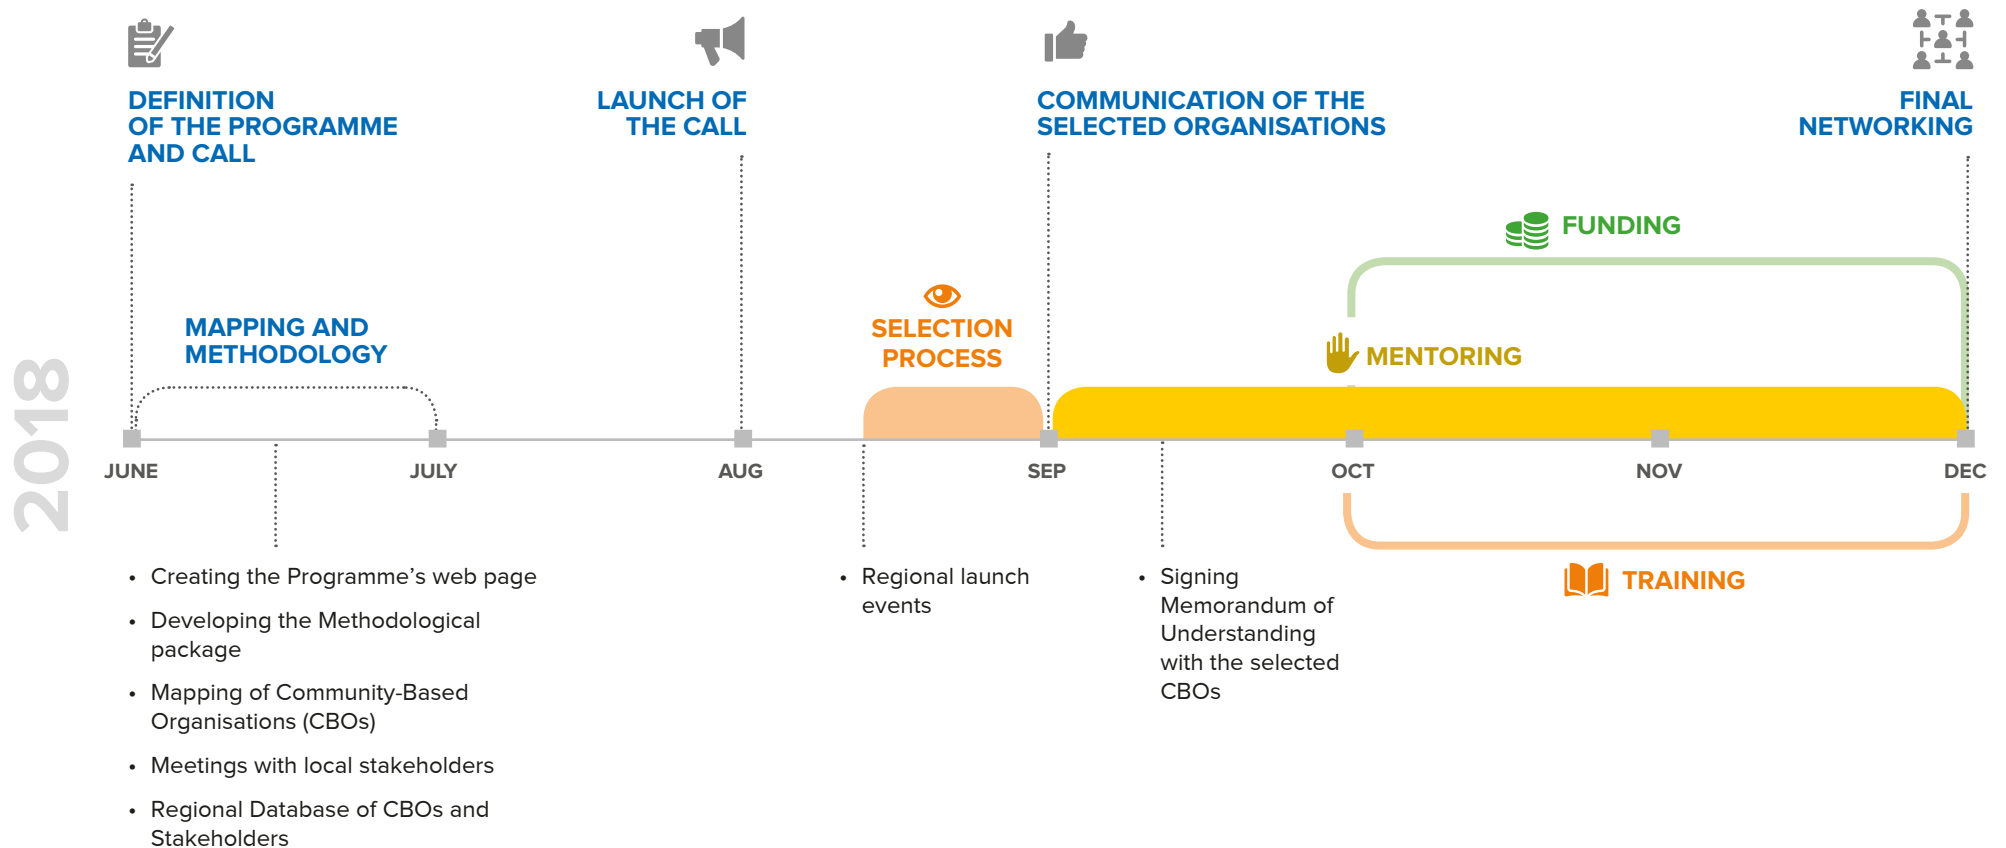 DEFINITION
OF THE PROGRAMME
AND CALL
LAUNCH OF
THE CALL
COMMUNICATION OF THE
SELECTED ORGANISATIONS
FINAL
NETWORKING
FUNDING
MAPPING AND
METHODOLOGY
SELECTION
PROCESS
MENTORING
2018
JUNE
JULY
AUG
SEP
OCT
NOV
DEC
• Creating the Programme’s web page
• Developing the Methodological
package
• Mapping of Community-Based
Organisations (CBOs)
• Meetings with local stakeholders
• Regional Database of CBOs and
Stakeholders
• Regional launch
events
• Signing
Memorandum of
Understanding
with the selected
CBOs
TRAINING